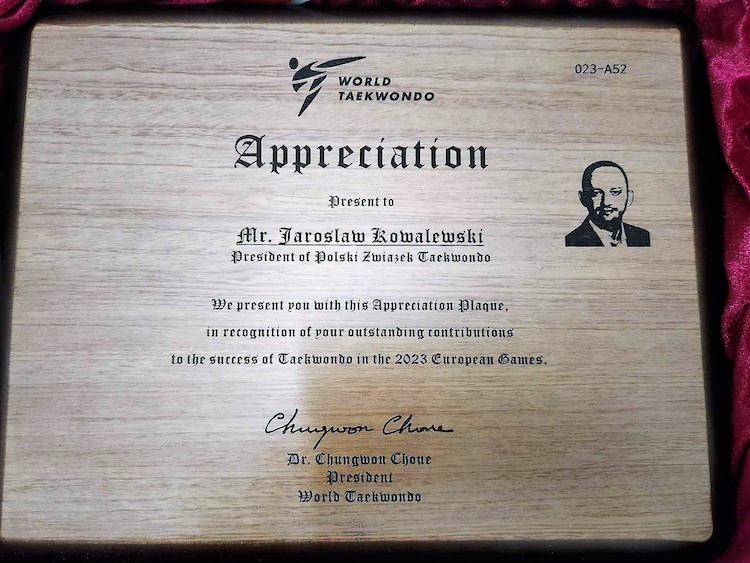 WORLD
TAEKWONDO
023-A52
Appreciation
Present to
Mr. Jaroslaw Kowalewski
President of Polski Zwiazek Taekwondo
We present you with this Appreciation Plaque,
in recognition of your outstanding contributions
to the success of Taekwondo in the 2023 European Games.
Chungwon Choue
Dr. Chungwon Choue
President
World Taekwondo